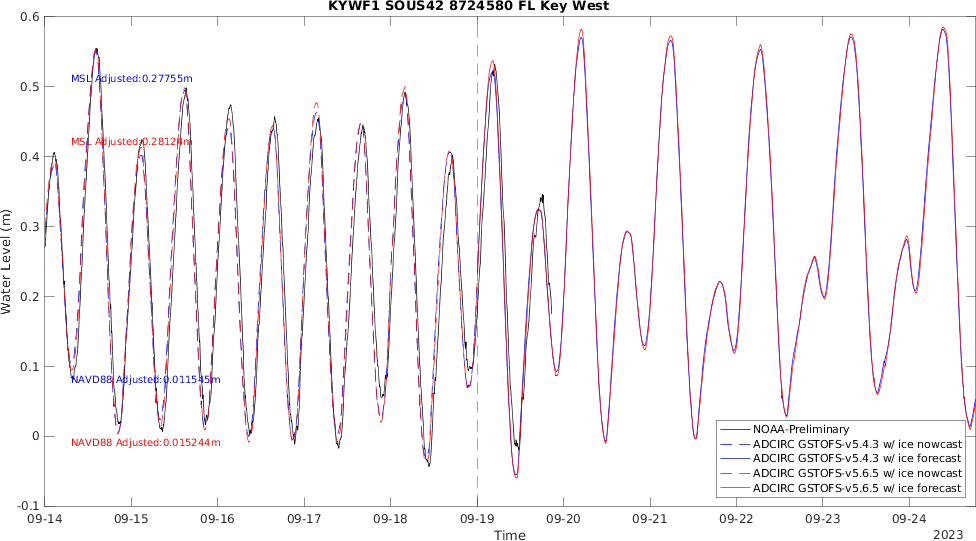 KYWF1 SOUS42 8724580 FL Key West
0.6
0.5
0.4
0.3
0.2
0.1
0
-0.1
Water Level (m)
MSL Adjusted:0.27755m
MSL Adjusted:0.28124m
NAVD88 Adjusted:0.011545m
NAVD88 Adjusted:0.015244m
NOAA-Preliminary
ADCIRC GSTOFS-v5.4.3 w/ ice nowcast
ADCIRC GSTOFS-v5.4.3 w/ ice forecast
ADCIRC GSTOFS-v5.6.5 w/ ice nowcast
ADCIRC GSTOFS-v5.6.5 w/ ice forecast
09-14 09-15 09-16 09-17 09-18 09-19 09-20 09-21 09-22 09-23 09-24
Time
2023